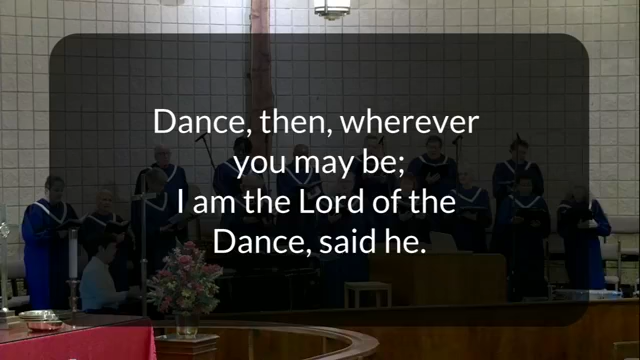 Dance, then, wherever
you may be;
I am the Lord of the
Dance, said he.